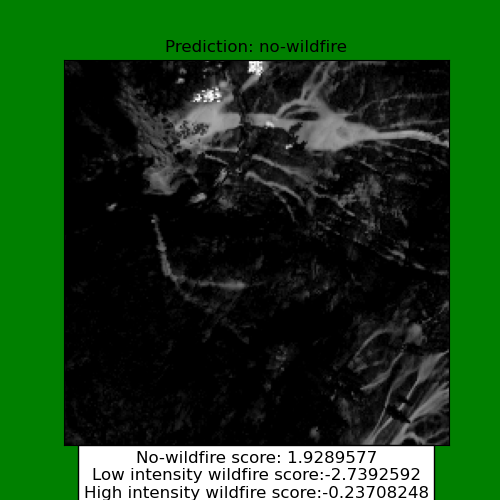 Prediction: no-wildfire
No-wildfire score: 1.9289577
Low intensity wildfire score:-2.7392592
High intensity wildfire score:-0.23708248